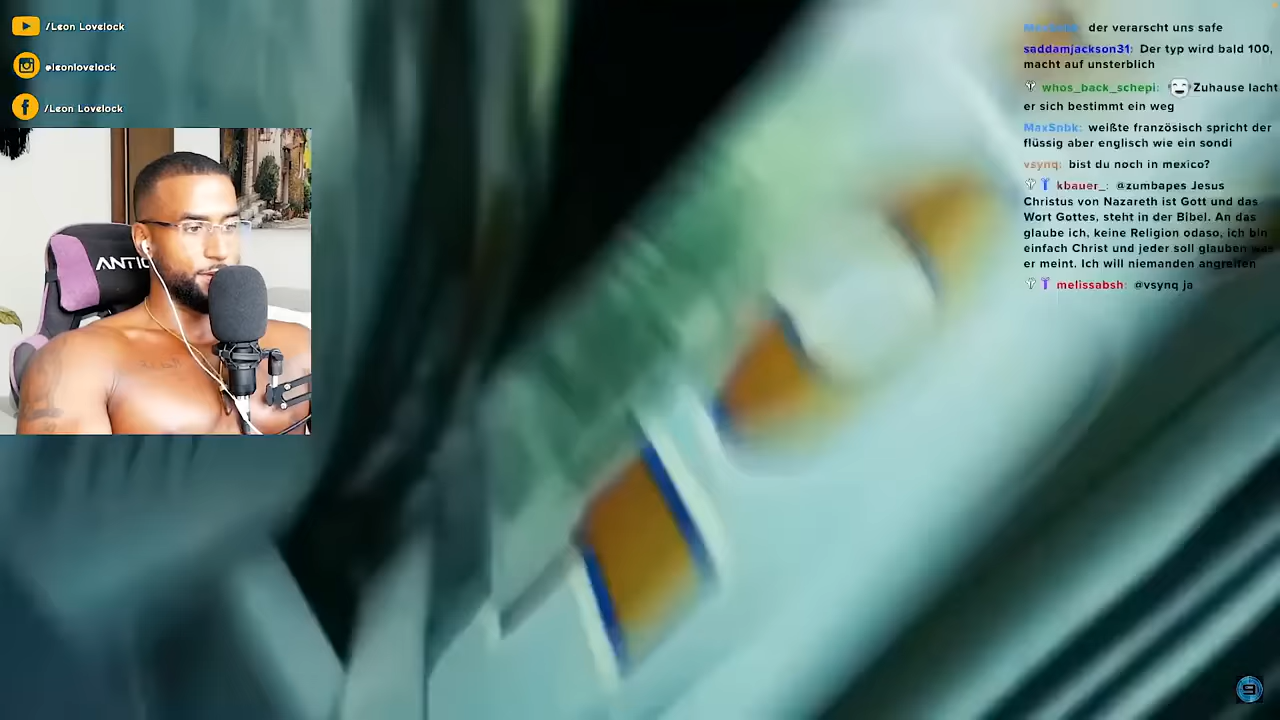 /Leon Lovelock
@leonlovelock
/Leon Lovelock
ANTIC
der verarscht uns safe
saddamjackson31: Der typ wird bald 100,
macht auf unsterblich
whos_back_schepi: Zuhause lacht
er sich bestimmt ein weg
MaxSnbk: weißte französisch spricht der
flüssig aber englisch wie ein sondi
vsynq: bist du noch in mexico?
kbauer_: @zumbapes Jesus
Christus von Nazareth ist Gott und das
Wort Gottes, steht in der Bibel. An das
glaube ich, keine Religion odaso, ich bin
einfach Christ und jeder soll glauben was
er meint. Ich will niemanden angreifen
melissabsh: @vsynq ja